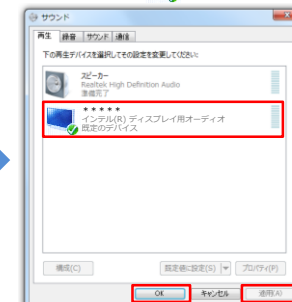 サウンド
再生 録音 サウンド 通信
下の再生デバイスを選択してその設定を変更してください:
スピーカー
Realtek High Definition Audio
準備完了
*****
インテル(R) ディスプレイ用オーディオ
既定のデバイス
構成(C) 既定値に設定(S) プロパティ(P)
OK キャンセル 適用(A)